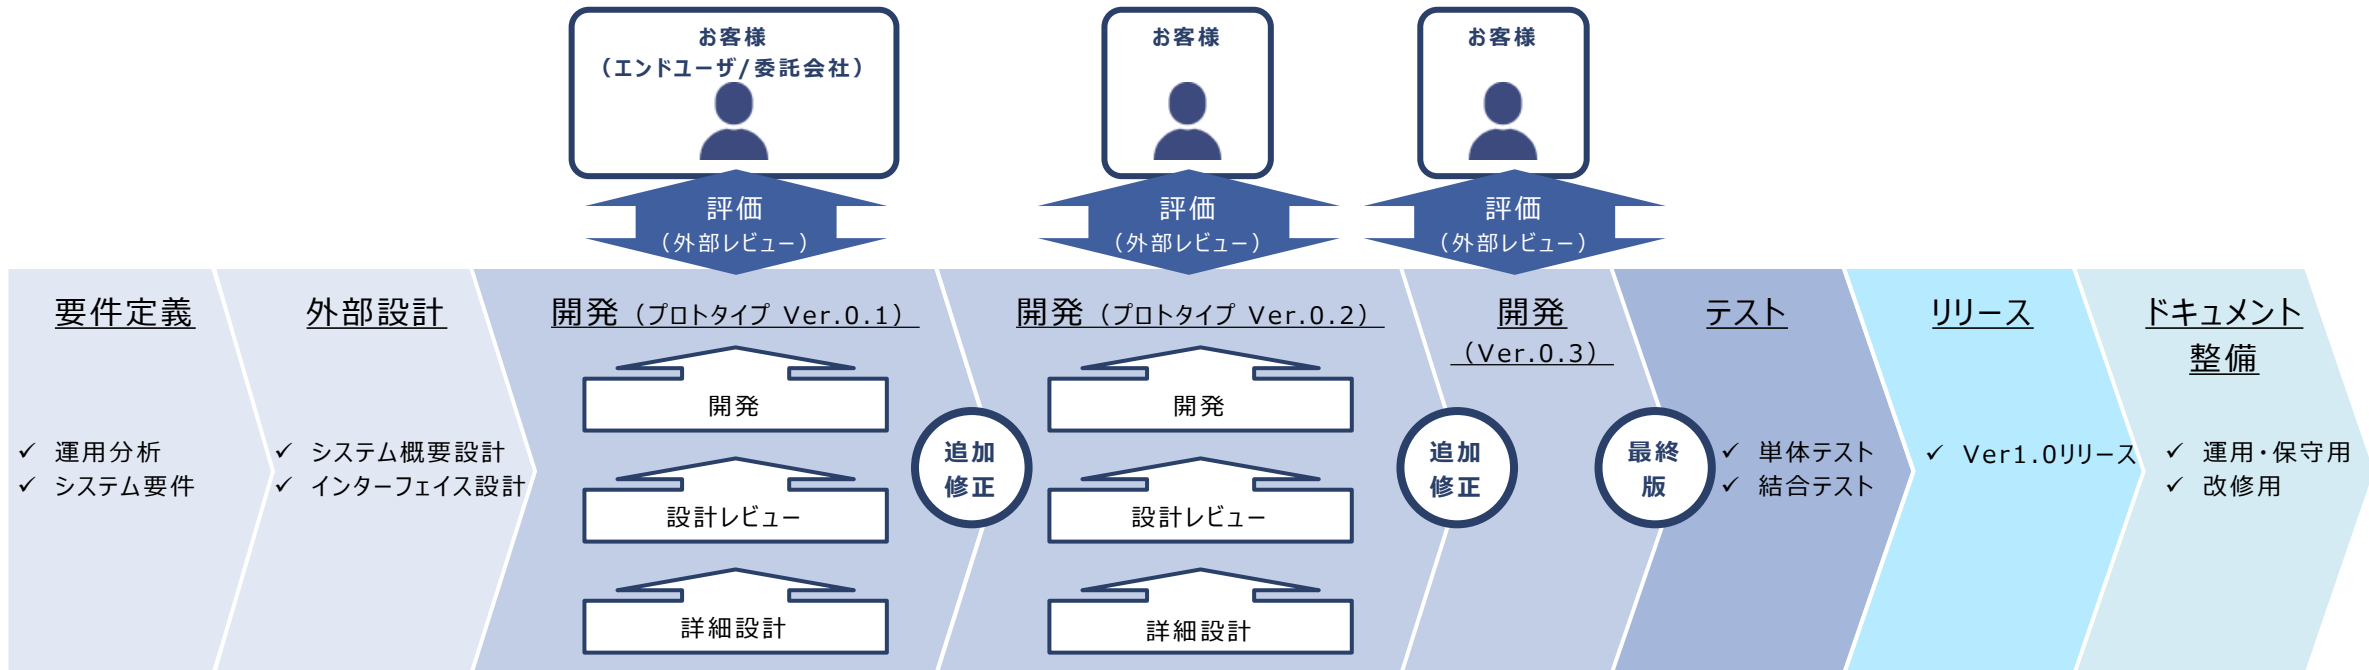 お客様
（エンドユーザ/委託会社）
お客様
お客様
評価
（外部レビュー）
評価
（外部レビュー）
評価
（外部レビュー）
要件定義
✓ 運用分析
✓ システム要件
外部設計
✓ システム概要設計
✓ インターフェイス設計
開発（プロトタイプ Ver.0.1）
開発
設計レビュー
詳細設計
追加
修正
開発（プロトタイプ Ver.0.2）
開発
設計レビュー
詳細設計
追加
修正
開発
（Ver.0.3）
最終
版
テスト
✓ 単体テスト
✓ 結合テスト
リリース
✓ Ver1.0リリース
ドキュメント
整備
✓ 運用・保守用
✓ 改修用